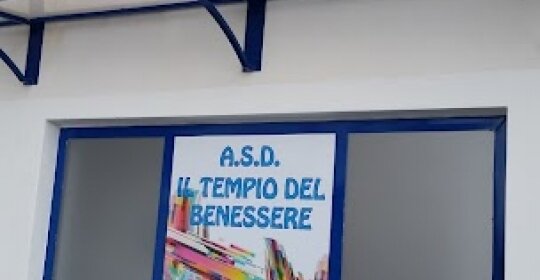 A.S.D.
IL TEMPIO DEL
BENESSERE